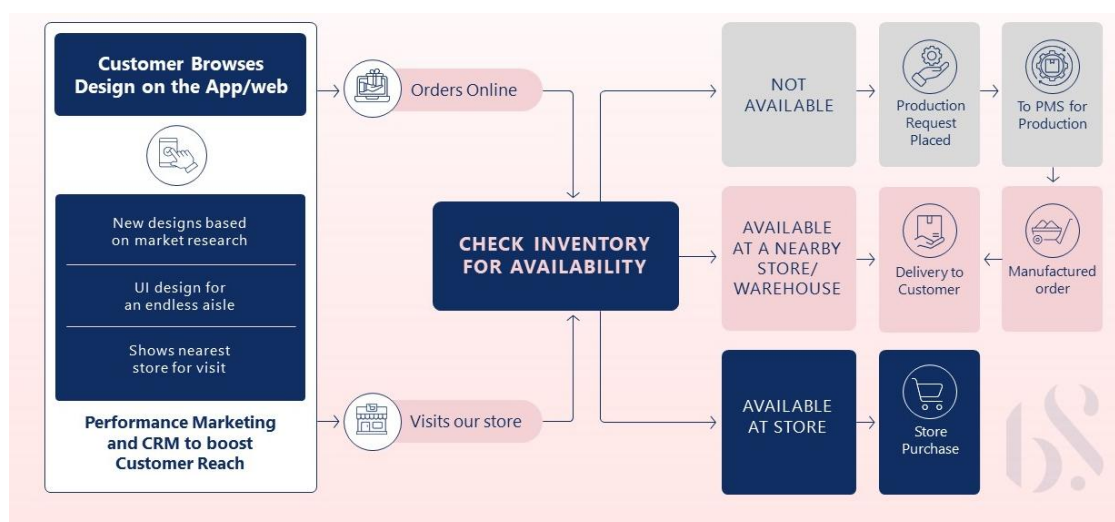 Customer Browses
Design on the App/web
New designs based
on market research
UI design for
an endless aisle
Shows nearest
store for visit
Performance Marketing
and CRM to boost
Customer Reach
Orders Online
Visits our store
CHECK INVENTORY
FOR AVAILABILITY
NOT
AVAILABLE
Production
Request
Placed
To PMS for
Production
AVAILABLE
AT A NEARBY
STORE/
WAREHOUSE
Delivery to
Customer
Manufactured
order
AVAILABLE
AT STORE
Store
Purchase